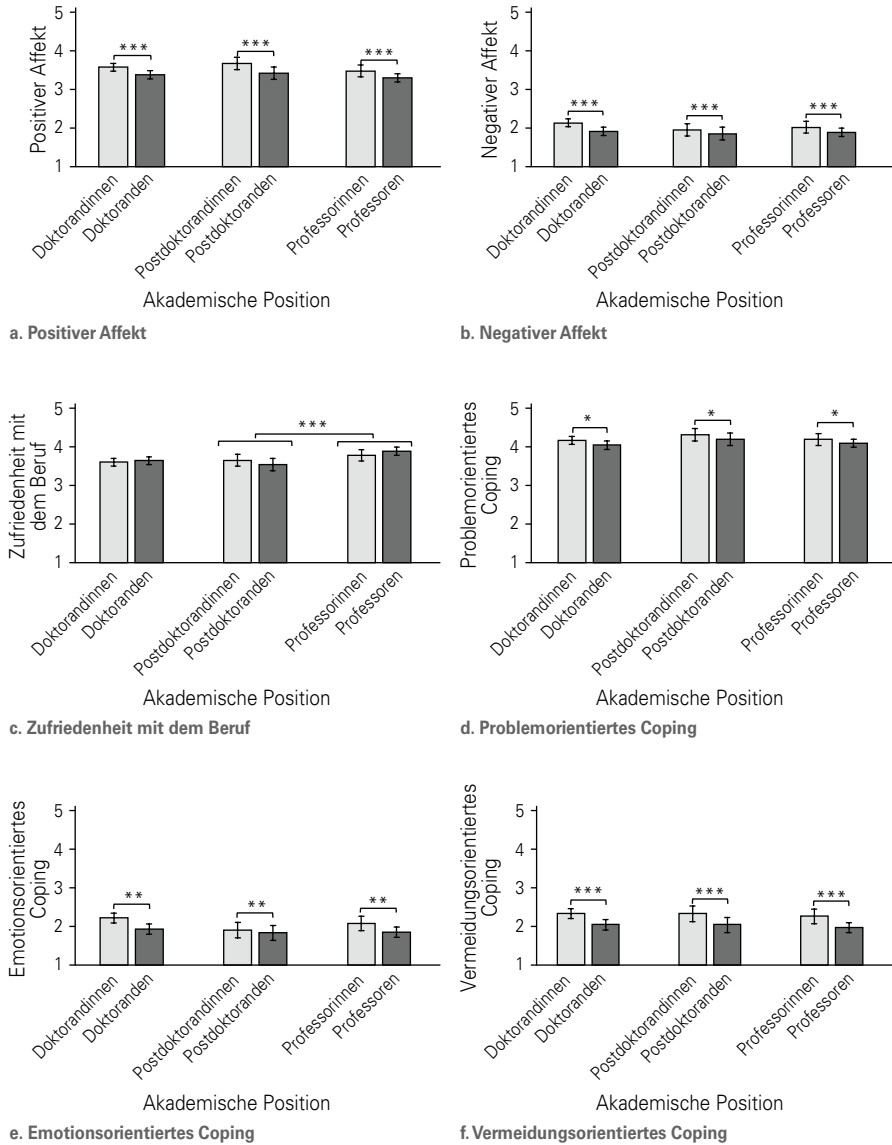 Positiver Affekt
5
4
3
2
1
***
***
***
Doktorandinnen
Doktoranden
Postdoktorandinnen
Postdoktoranden
Professorinnen
Professoren
Akademische Position
a. Positiver Affekt
Negativer Affekt
5
4
3
2
1
***
***
***
Doktorandinnen
Doktoranden
Postdoktorandinnen
Postdoktoranden
Professorinnen
Professoren
Akademische Position
b. Negativer Affekt
Zufriedenheit mit
dem Beruf
5
4
3
2
1
***
Doktorandinnen
Doktoranden
Postdoktorandinnen
Postdoktoranden
Professorinnen
Professoren
Akademische Position
c. Zufriedenheit mit dem Beruf
Problemorientiertes
Coping
5
4
3
2
1
*
*
*
Doktorandinnen
Doktoranden
Postdoktorandinnen
Postdoktoranden
Professorinnen
Professoren
Akademische Position
d. Problemorientiertes Coping
Emotionsorientiertes
Coping
5
4
3
2
1
**
**
**
Doktorandinnen
Doktoranden
Postdoktorandinnen
Postdoktoranden
Professorinnen
Professoren
Akademische Position
e. Emotionsorientiertes Coping
Vermeidungsorientiertes
Coping
5
4
3
2
1
***
***
***
Doktorandinnen
Doktoranden
Postdoktorandinnen
Postdoktoranden
Professorinnen
Professoren
Akademische Position
f. Vermeidungsorientiertes Coping